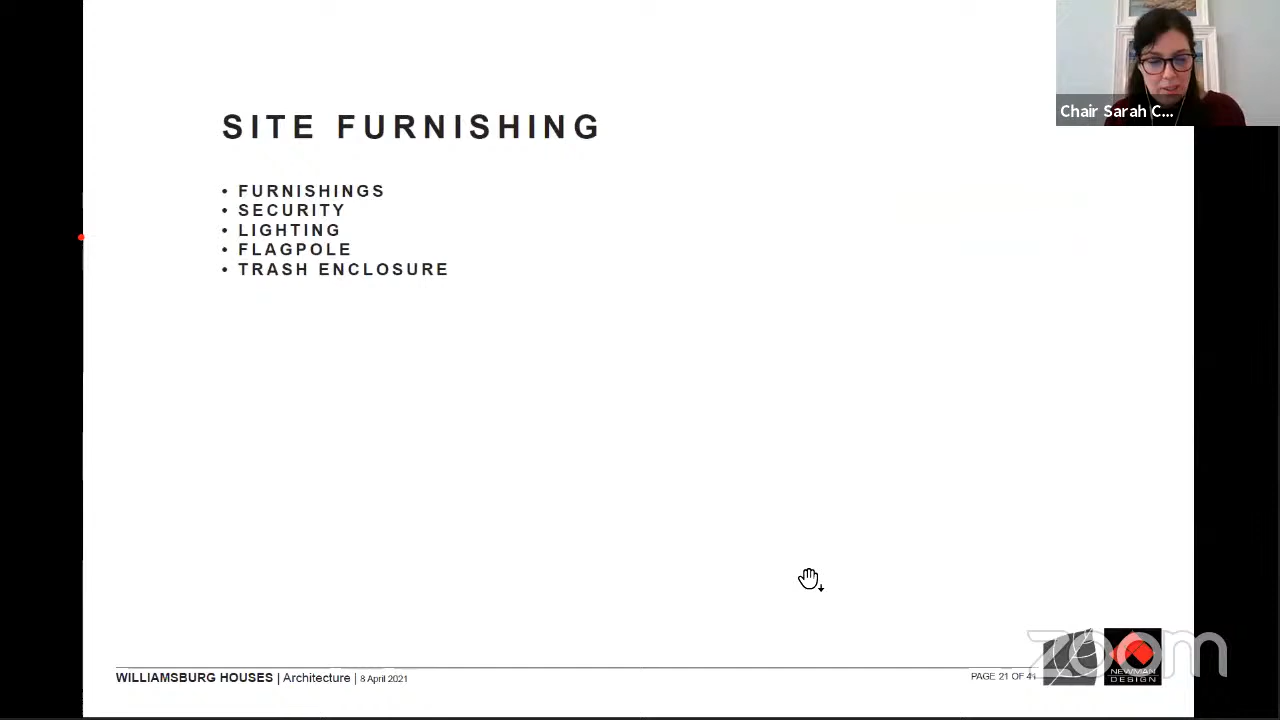 Chair Sarah C...
SITE FURNISHING
• FURNISHINGS
• SECURITY
• LIGHTING
• FLAGPOLE
• TRASH ENCLOSURE
WILLIAMSBURG HOUSES | Architecture | 8 April 2021
PAGE 21 OF 41
NEWMAN
DESIGN
zoom